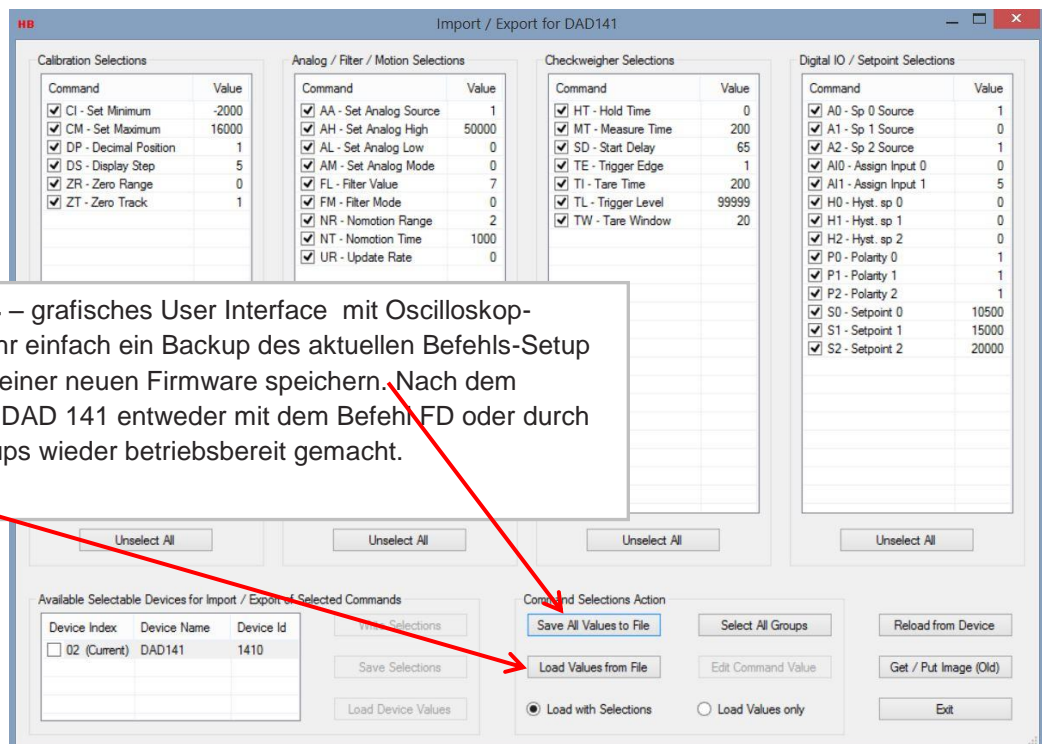 HB
Import / Export for DAD141
Calibration Selections
Command Value
CI - Set Minimum -2000
CM - Set Maximum 16000
DP - Decimal Position 1
DS - Display Step 5
ZR - Zero Range 0
ZT - Zero Track 1
Analog / Filter / Motion Selections
Command Value
AA - Set Analog Source 1
AH - Set Analog High 50000
AL - Set Analog Low 0
AM - Set Analog Mode 0
FL - Filter Value 7
FM - Filter Mode 0
NR - Nomotion Range 2
NT - Nomotion Time 1000
UR - Update Rate 0
Checkweigher Selections
Command Value
HT - Hold Time 0
MT - Measure Time 200
SD - Start Delay 65
TE - Trigger Edge 1
TI - Tare Time 200
TL - Trigger Level 99999
TW - Tare Window 20
Digital IO / Setpoint Selections
Command Value
A0 - Sp 0 Source 1
A1 - Sp 1 Source 0
A2 - Sp 2 Source 1
AI0 - Assign Input 0 0
AI1 - Assign Input 1 5
H0 - Hyst. sp 0 0
H1 - Hyst. sp 1 0
H2 - Hyst. sp 2 0
P0 - Polarity 0 1
P1 - Polarity 1 1
P2 - Polarity 2 1
S0 - Setpoint 0 10500
S1 - Setpoint 1 15000
S2 - Setpoint 2 20000
– grafisches User Interface mit Oscilloskop-
hr einfach ein Backup des aktuellen Befehls-Setup
einer neuen Firmware speichern. Nach dem
DAD 141 entweder mit dem Befehl FD oder durch
ups wieder betriebsbereit gemacht.
Unselect All Unselect All Unselect All Unselect All
Available Selectable Devices for Import / Export of Selected Commands
Device Index Device Name Device Id
02 (Current) DAD141 1410
Write Selections
Save Selections
Load Device Values
Command Selections Action
Save All Values to File Select All Groups
Load Values from File Edit Command Value
Load with Selections Load Values only
Reload from Device
Get / Put Image (Old)
Exit